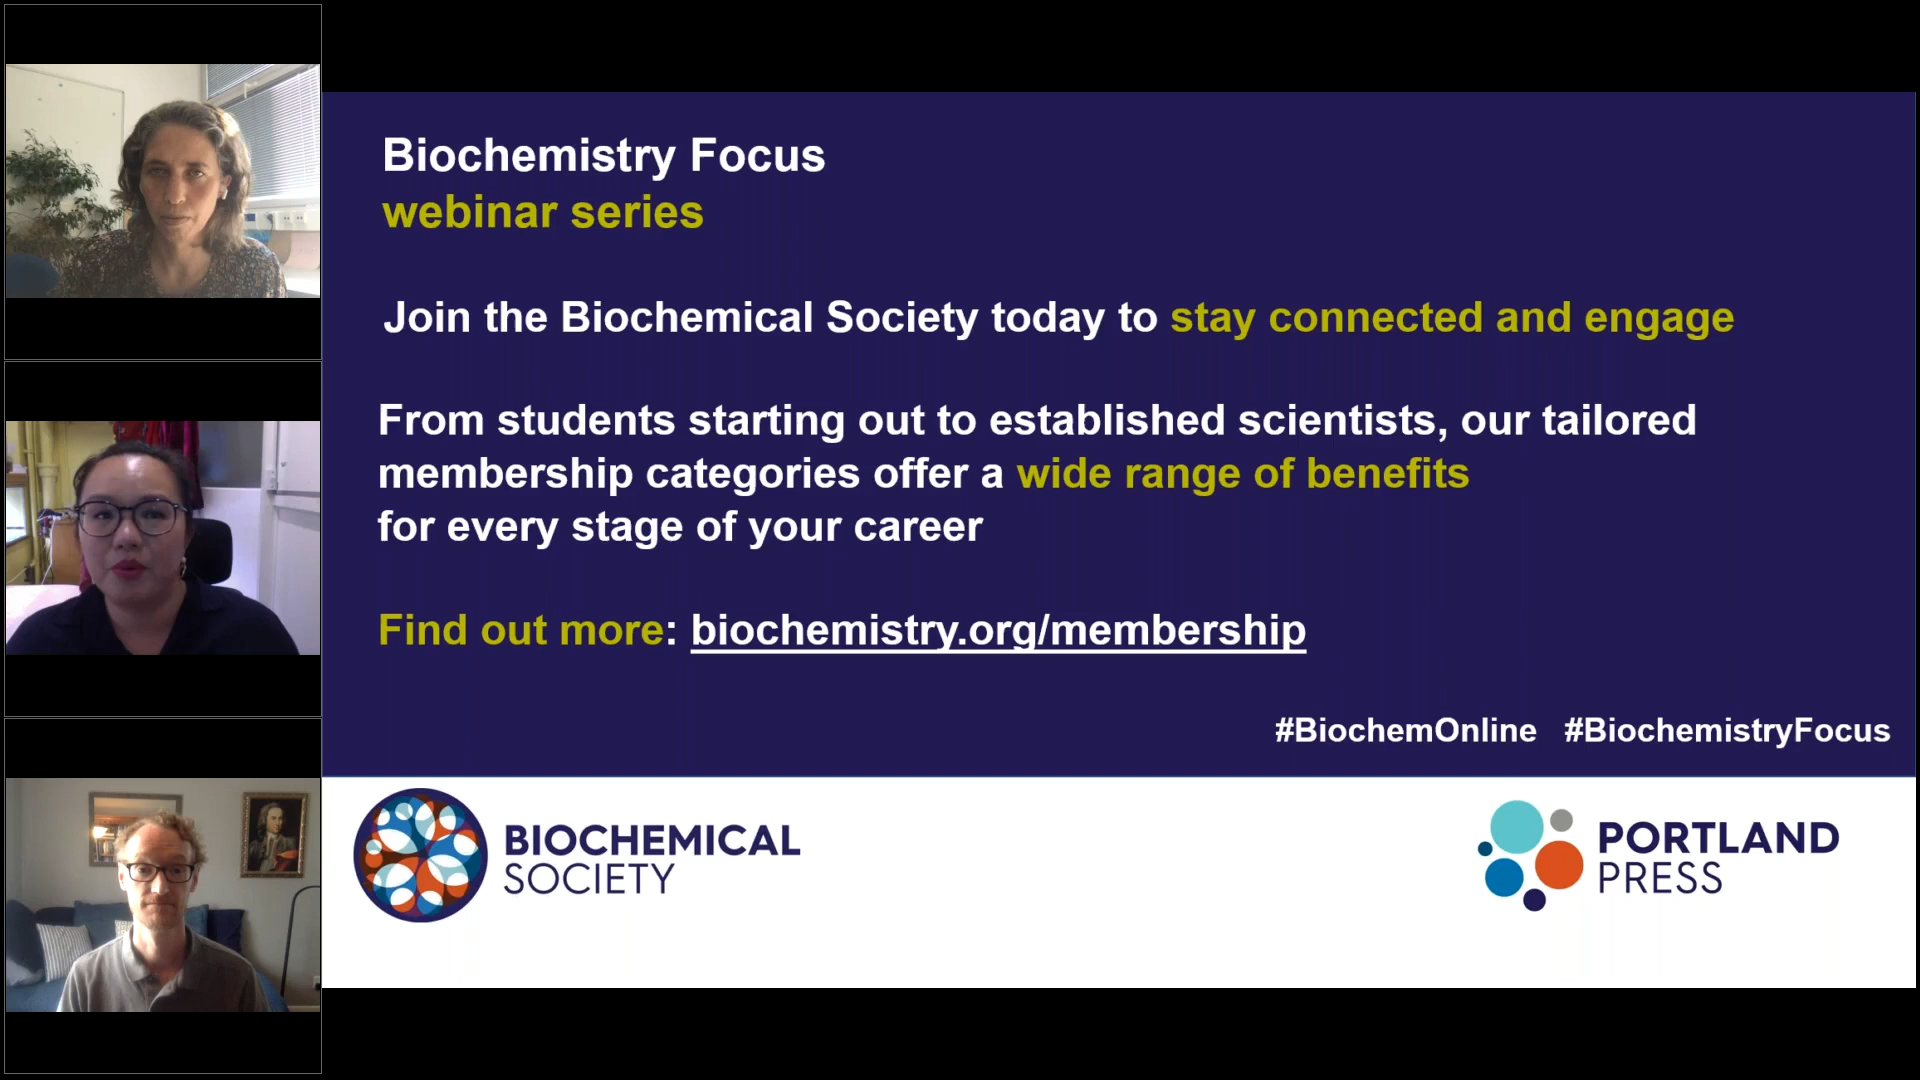 Biochemistry Focus
webinar series
Join the Biochemical Society today to stay connected and engage
From students starting out to established scientists, our tailored
membership categories offer a wide range of benefits
for every stage of your career
Find out more: biochemistry.org/membership
#BiochemOnline #BiochemistryFocus
BIOCHEMICAL
SOCIETY
PORTLAND
PRESS